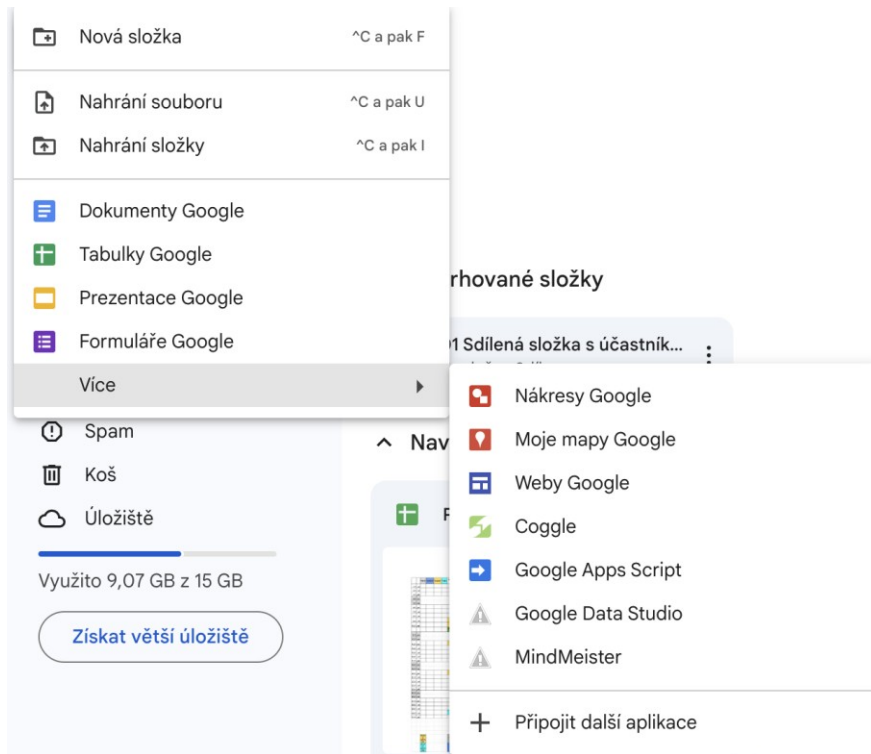 Nová složka ^C a pak F
Nahrání souboru ^C a pak U
Nahrání složky ^C a pak I
Dokumenty Google
Tabulky Google
Prezentace Google
Formuláře Google
Více
Spam
Koš
Úložiště
Využito 9,07 GB z 15 GB
Získat větší úložiště
rhované složky
1 Sdílená složka s účastník...
Nav
Nákresy Google
Moje mapy Google
Weby Google
Coggle
Google Apps Script
Google Data Studio
MindMeister
Připojit další aplikace